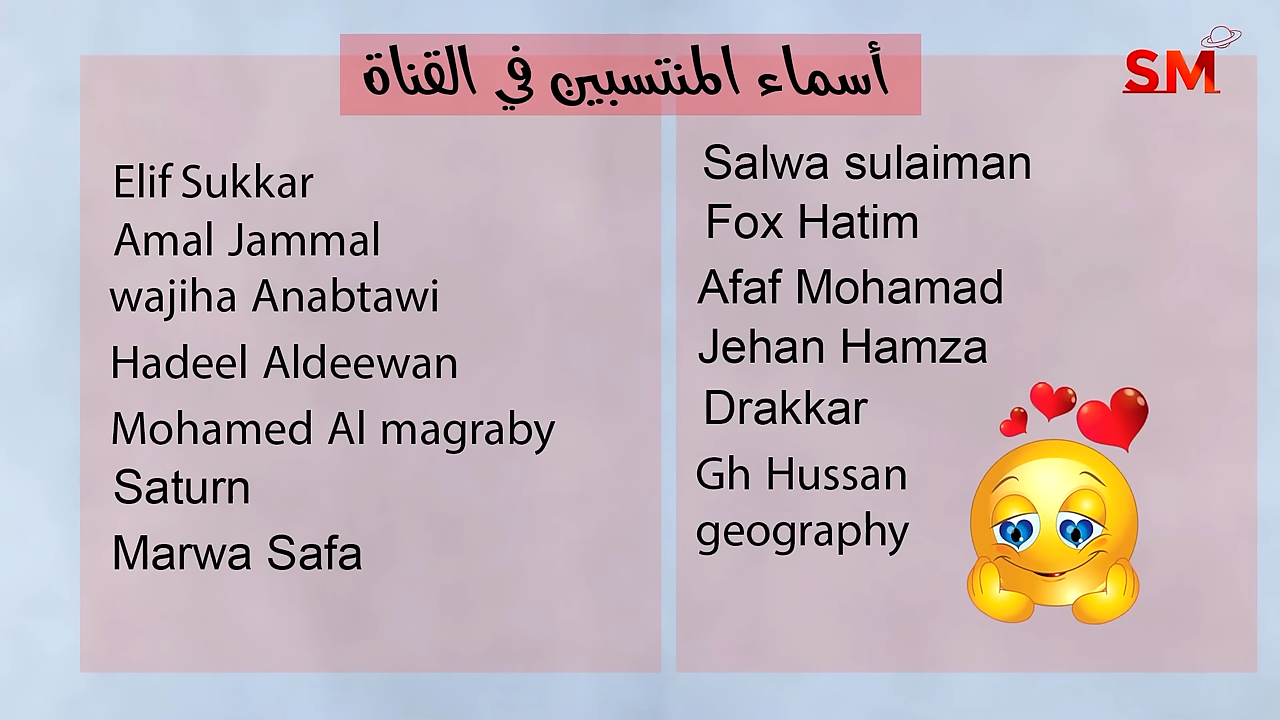 أسماء المنتسبين في القناة
SM
Elif Sukkar
Amal Jammal
wajiha Anabtawi
Hadeel Aldeewan
Mohamed Al magraby
Saturn
Marwa Safa
Salwa sulaiman
Fox Hatim
Afaf Mohamad
Jehan Hamza
Drakkar
Gh Hussan
geography